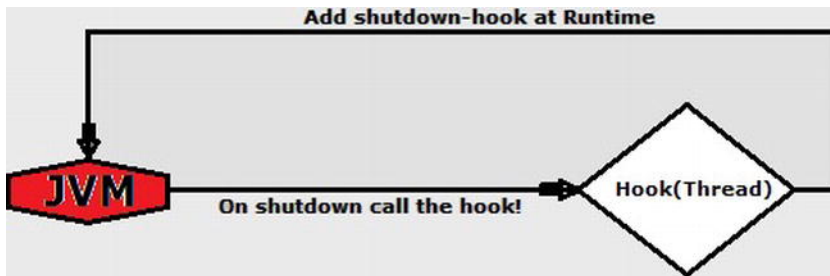 Add shutdown-hook at Runtime
JVM
Hook(Thread)
On shutdown call the hook!